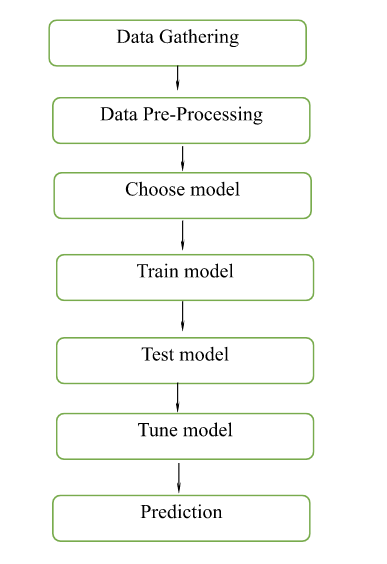 Data Gathering
Data Pre-Processing
Choose model
Train model
Test model
Tune model
Prediction